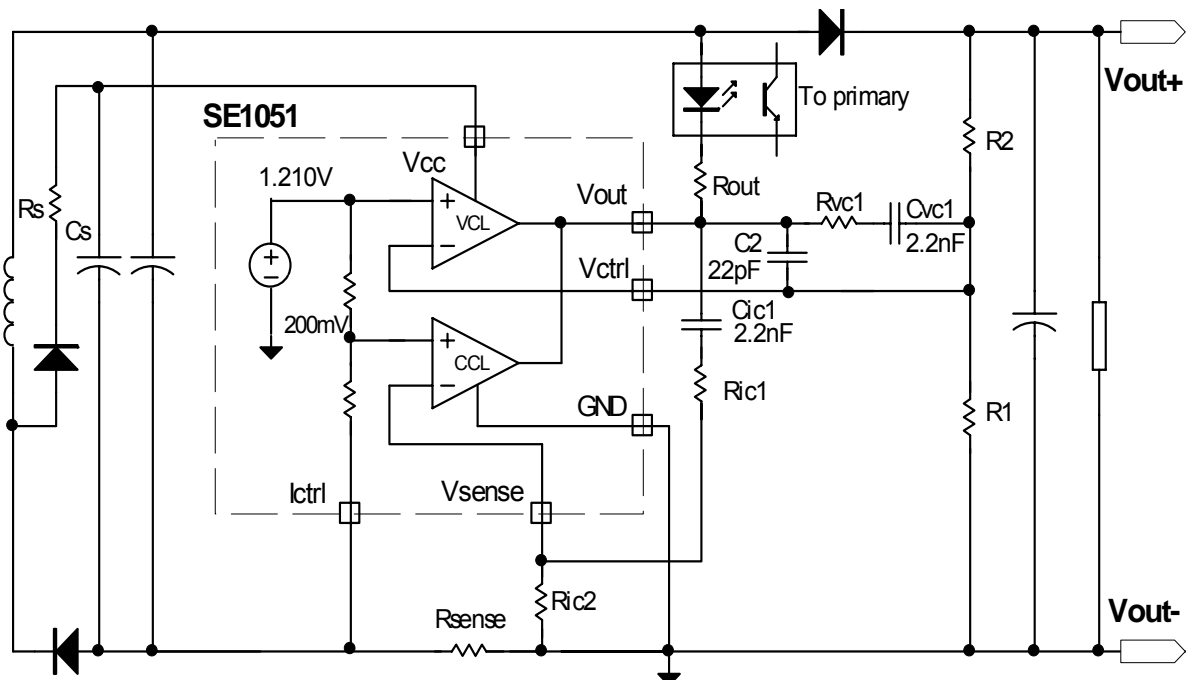 Vout+
To primary
SE1051
R2
Vcc
1.210V
Rout
Vout
Rs
Rvc1
Cvc1
VCL
2.2nF
Cs
C2
22pF
Vctrl
+
−
+
−
200mV
Cic1
2.2nF
+
−
CCL
Ric1
GND
R1
Ictrl
Vsense
Ric2
Rsense
Vout-